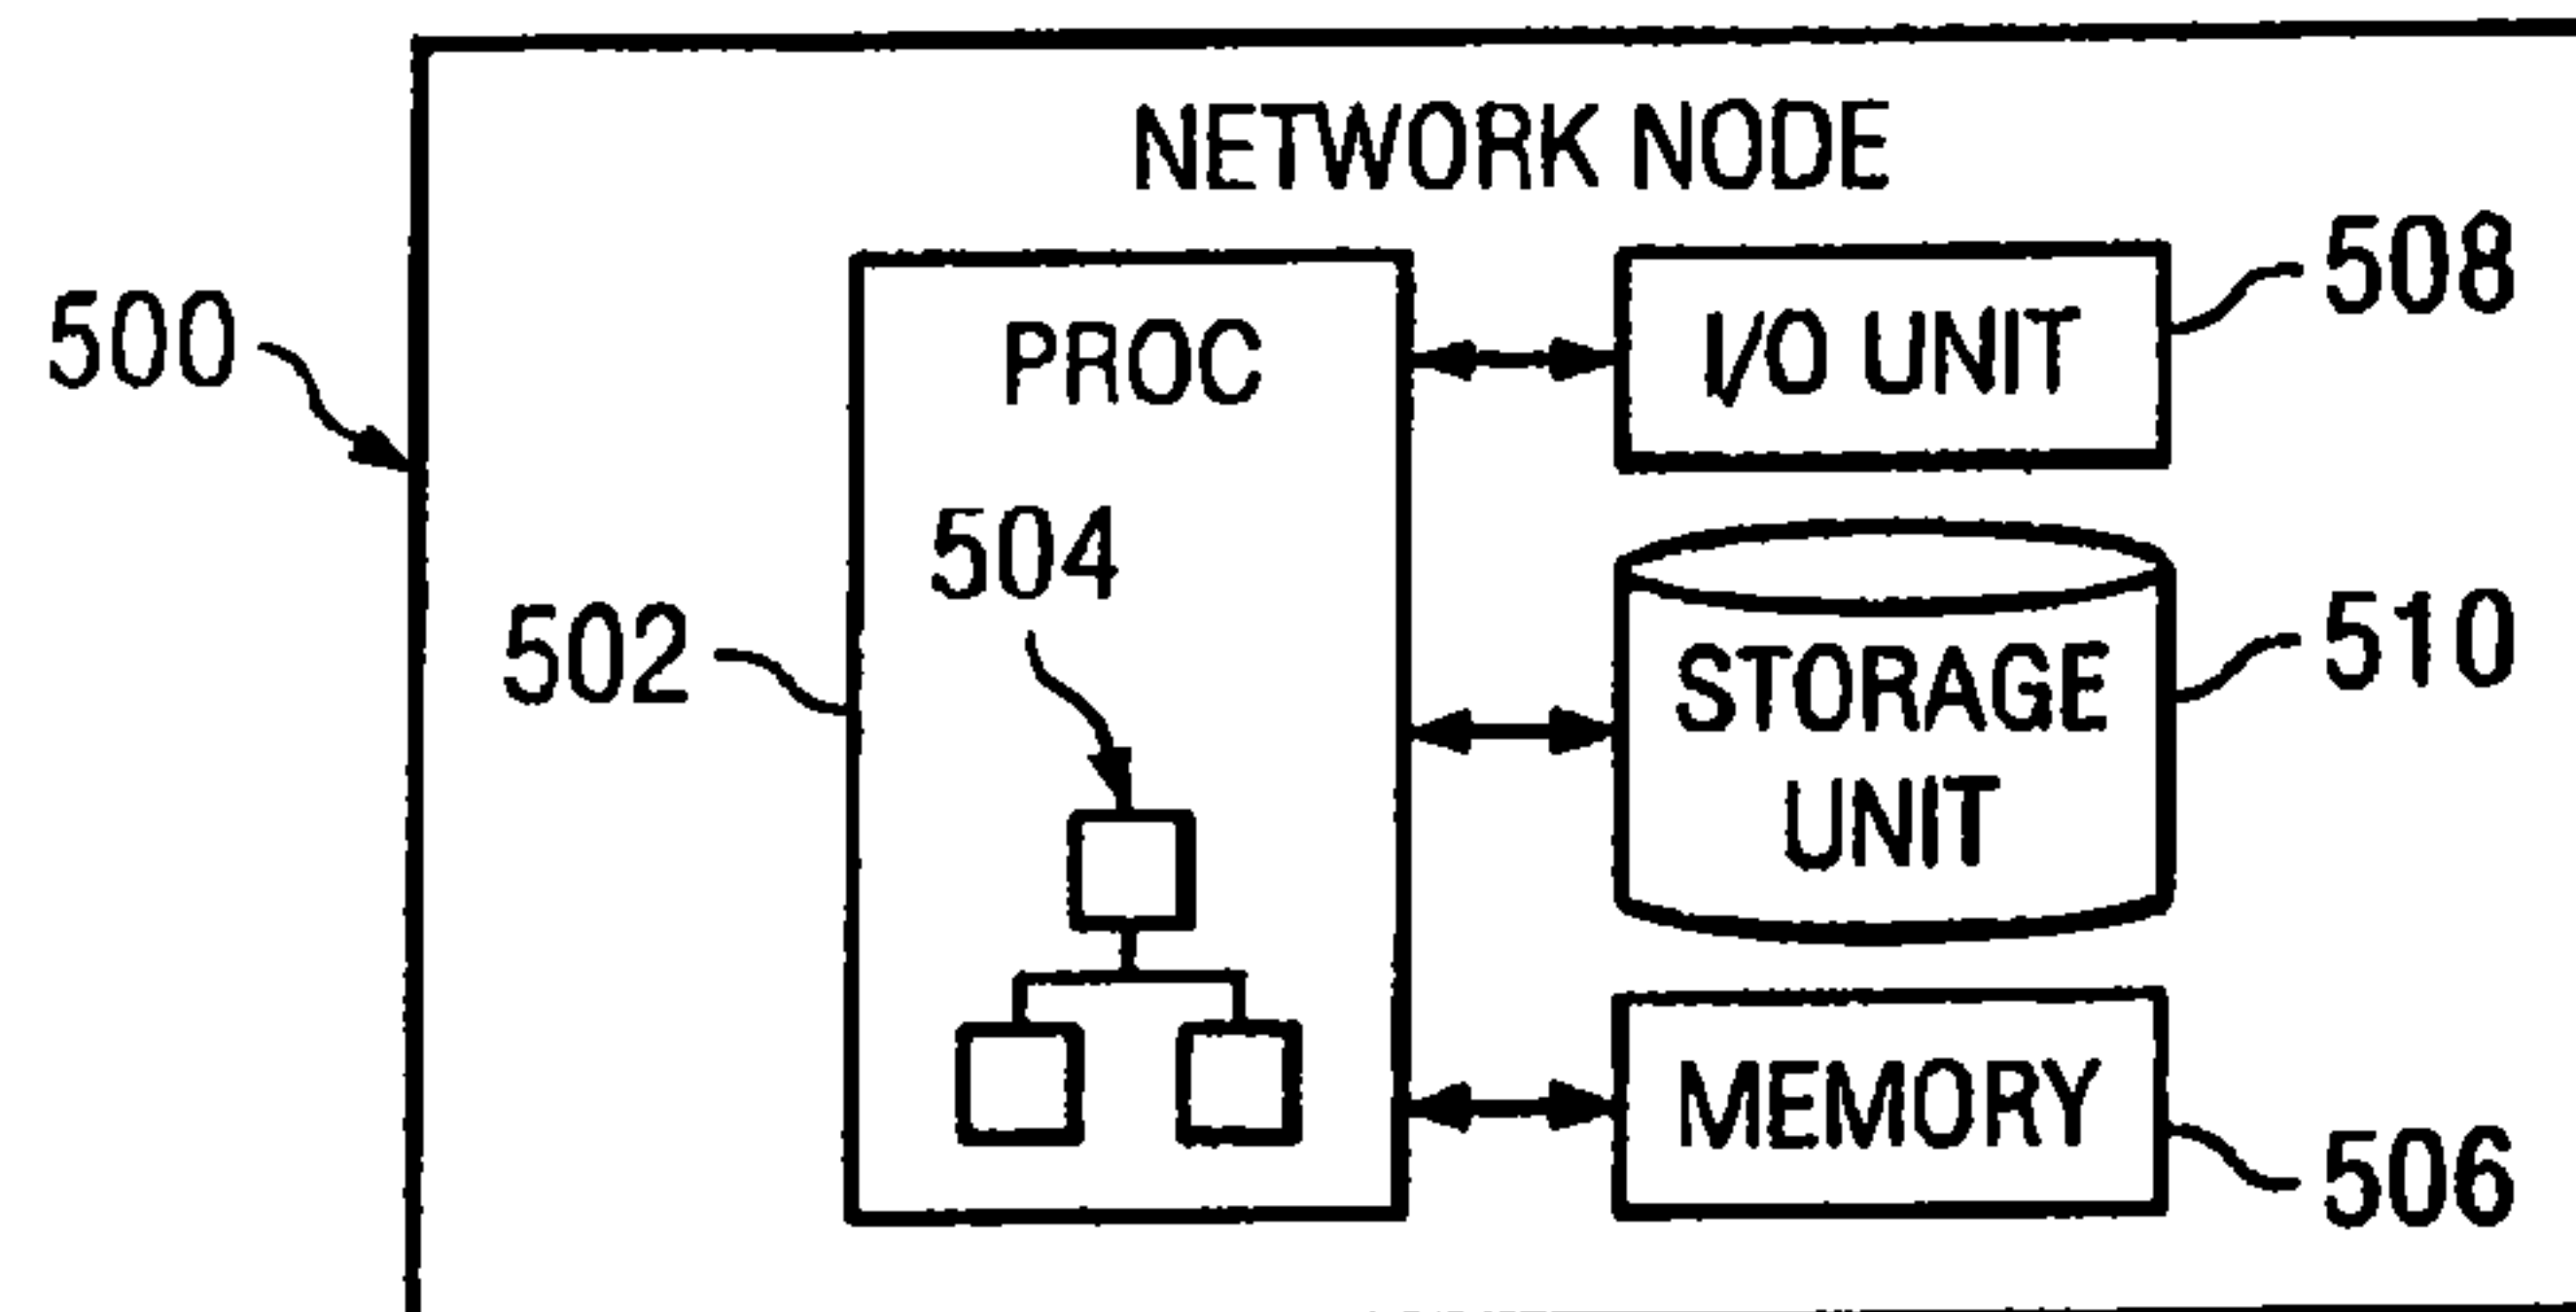 NETWORK NODE
500
PROC
I/O UNIT
508
504
502
STORAGE
UNIT
510
MEMORY
506